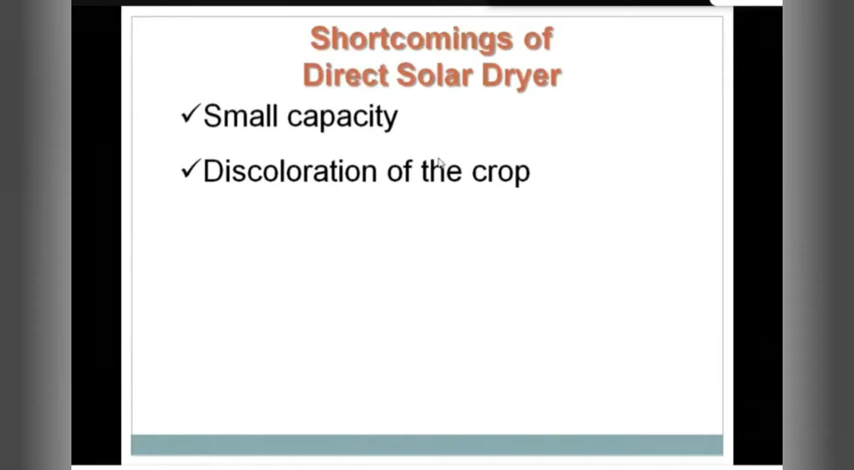 Shortcomings of
Direct Solar Dryer
✓Small capacity
✓Discoloration of the crop